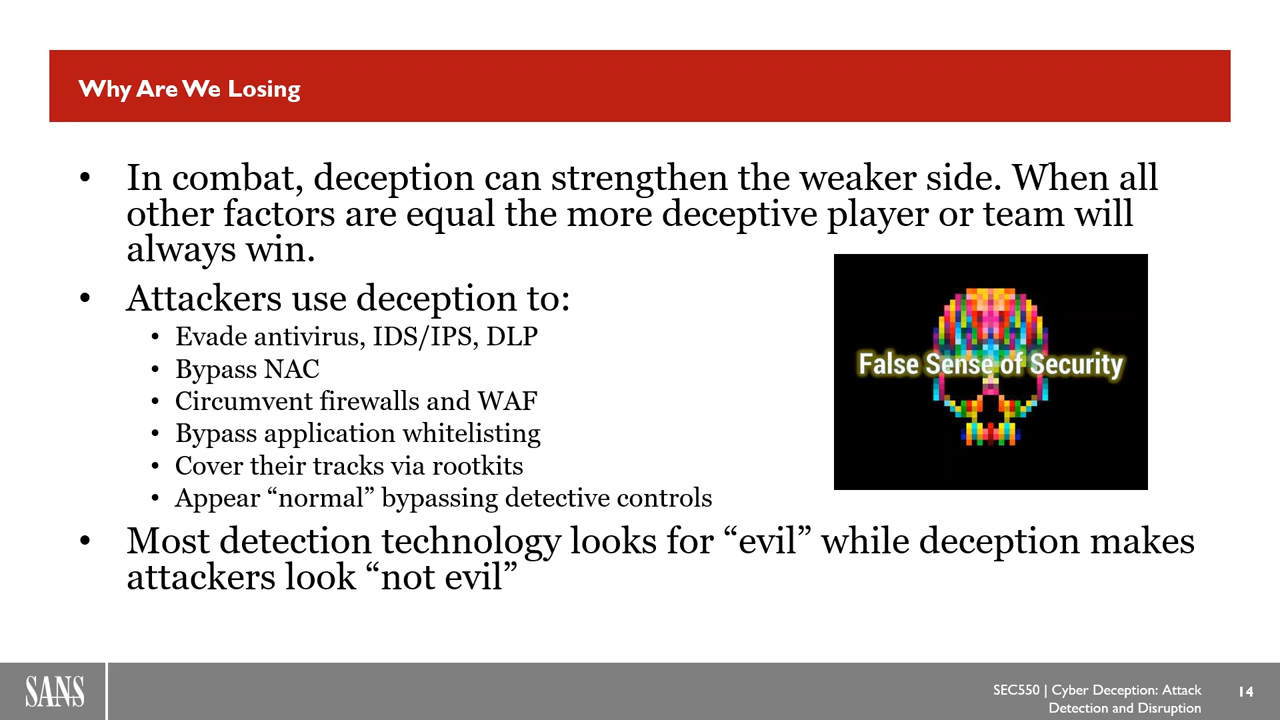 Why Are We Losing
• In combat, deception can strengthen the weaker side. When all
other factors are equal the more deceptive player or team will
always win.
• Attackers use deception to:
• Evade antivirus, IDS/IPS, DLP
• Bypass NAC
• Circumvent firewalls and WAF
• Bypass application whitelisting
• Cover their tracks via rootkits
• Appear “normal” bypassing detective controls
False Sense of Security
• Most detection technology looks for “evil” while deception makes
attackers look “not evil”
SANS
SEC550 | Cyber Deception: Attack
Detection and Disruption
14